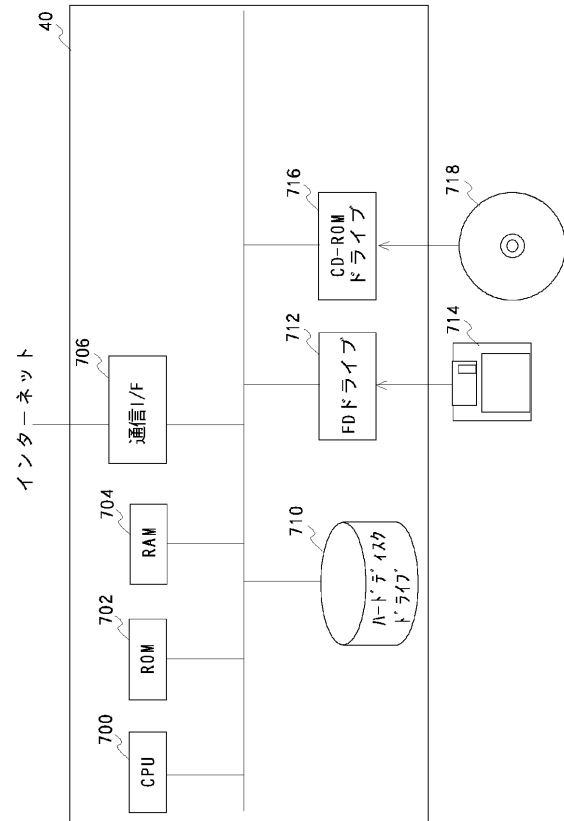 インターネット
40
700
CPU
702
ROM
704
RAM
706
通信I/F
710
ハードディスク
ドライブ
712
FDドライブ
716
CD-ROM
ドライブ
714
718